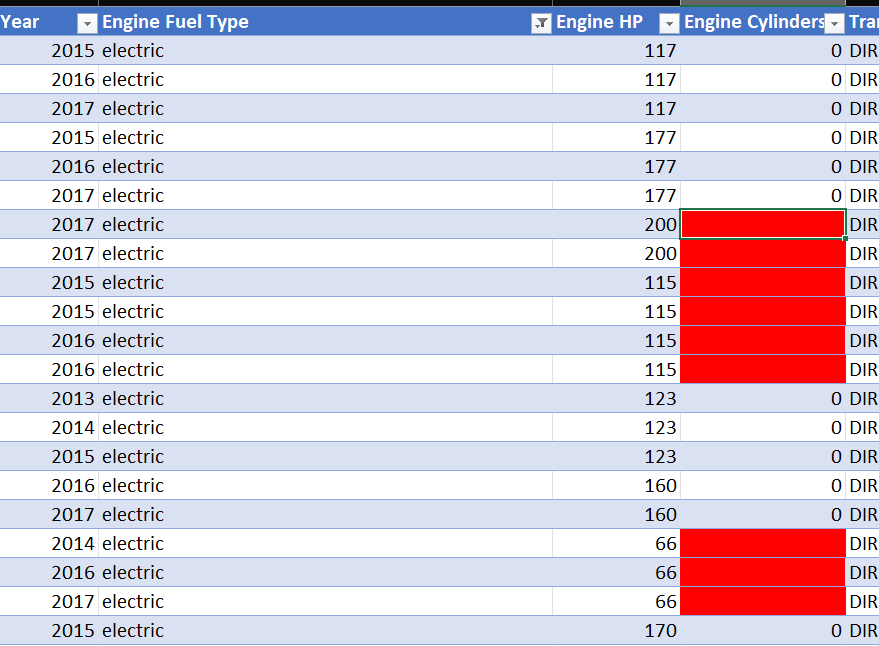 Year Engine Fuel Type Engine HP Engine Cylinders Tran
2015 electric 117 0 DIR
2016 electric 117 0 DIR
2017 electric 117 0 DIR
2015 electric 177 0 DIR
2016 electric 177 0 DIR
2017 electric 177 0 DIR
2017 electric 200 DIR
2017 electric 200 DIR
2015 electric 115 DIR
2015 electric 115 DIR
2016 electric 115 DIR
2016 electric 115 DIR
2013 electric 123 0 DIR
2014 electric 123 0 DIR
2015 electric 123 0 DIR
2016 electric 160 0 DIR
2017 electric 160 0 DIR
2014 electric 66 DIR
2016 electric 66 DIR
2017 electric 66 DIR
2015 electric 170 0 DIR